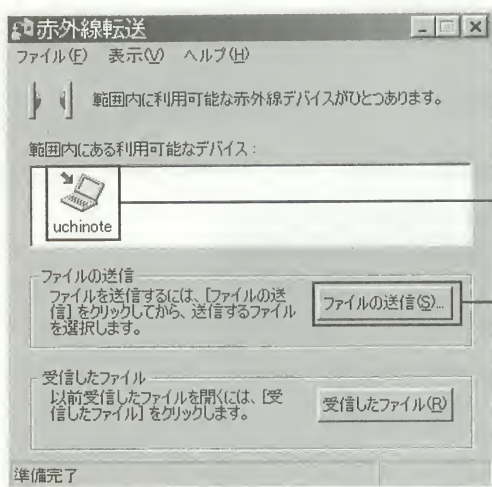 赤外線転送
ファイル(F) 表示(V) ヘルプ(H)
範囲内に利用可能な赤外線デバイスがひとつあります。
範囲内にある利用可能なデバイス:
uchinote
ファイルの送信
ファイルを送信するには、[ファイルの送
信]をクリックしてから、送信するファイル
を選択します。
ファイルの送信(S)...
受信したファイル
以前受信したファイルを開くには、[受
信したファイル]をクリックします。
受信したファイル(R)
準備完了